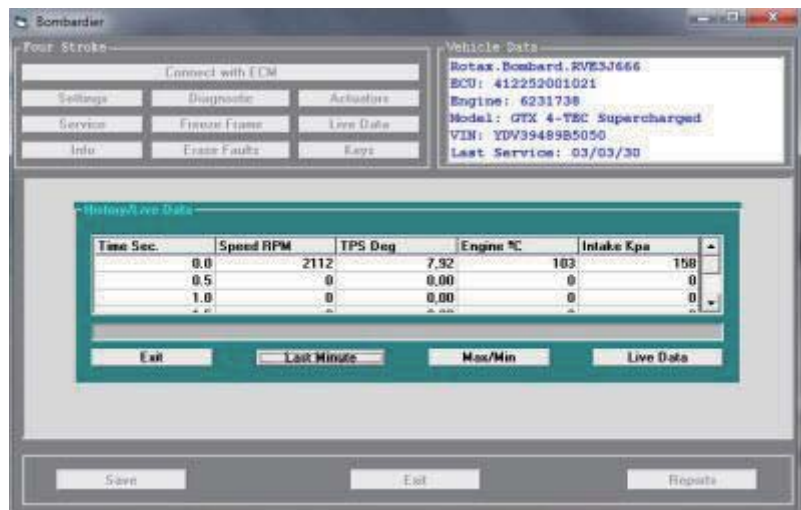 Bombardier
Four Stroke
Connect with ECM
Settings Diagnostic Actuators
Service Freeze Frame Live Data
Info Erase Faults Keys
Vehicle Data
Rotax.Bombard.RVE3J666
ECU: 412252001021
Engine: 6231738
Model: GTX 4-TEC Supercharged
VIN: YDV39489B5050
Last Service: 03/03/30
History/Live Data
Time Sec. Speed RPM TPS Deg Engine ºC Intake Kpa
0.0 2112 7,92 103 158
0.5 0 0,00 0 0
1.0 0 0,00 0 0
Exit Last Minute Max/Min Live Data
Save Exit Reports